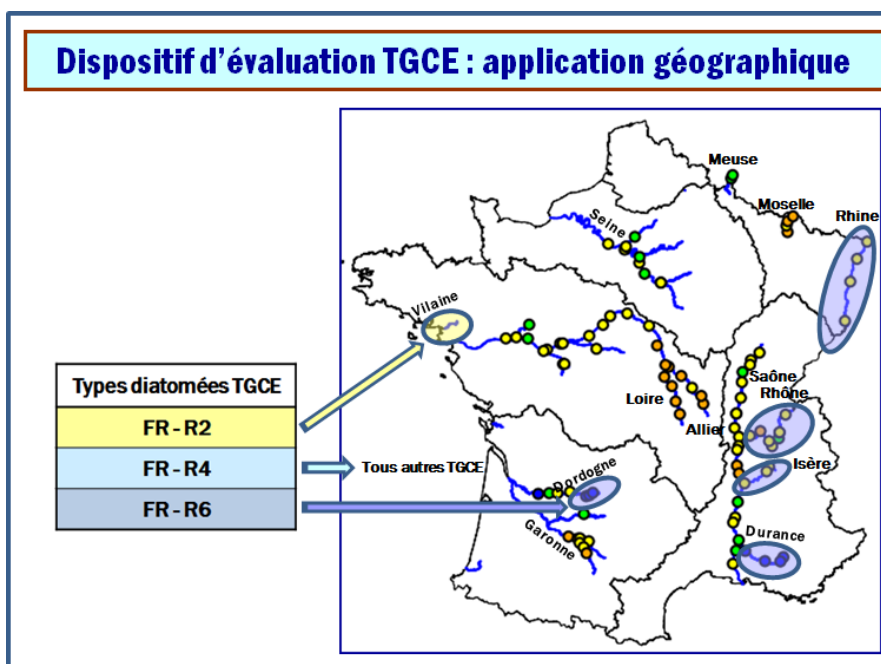 Dispositif d'évaluation TGCE : application géographique
Meuse
Moselle
Rhine
Seine
Vilaine
Types diatomées TGCE
FR - R2
FR - R4
FR - R6
Saône
Rhône
Loire
Allier
Isère
Tous autres TGCE
Dordogne
Garonne
Durance